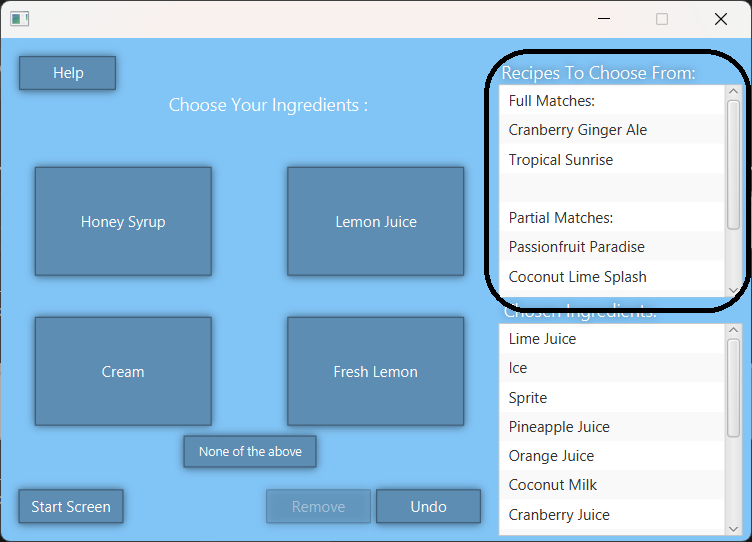 Help
Choose Your Ingredients :
Honey Syrup
Lemon Juice
Cream
Fresh Lemon
None of the above
Start Screen
Remove
Undo
Recipes To Choose From:
Full Matches:
Cranberry Ginger Ale
Tropical Sunrise
Partial Matches:
Passionfruit Paradise
Coconut Lime Splash
Chosen Ingredients:
Lime Juice
Ice
Sprite
Pineapple Juice
Orange Juice
Coconut Milk
Cranberry Juice